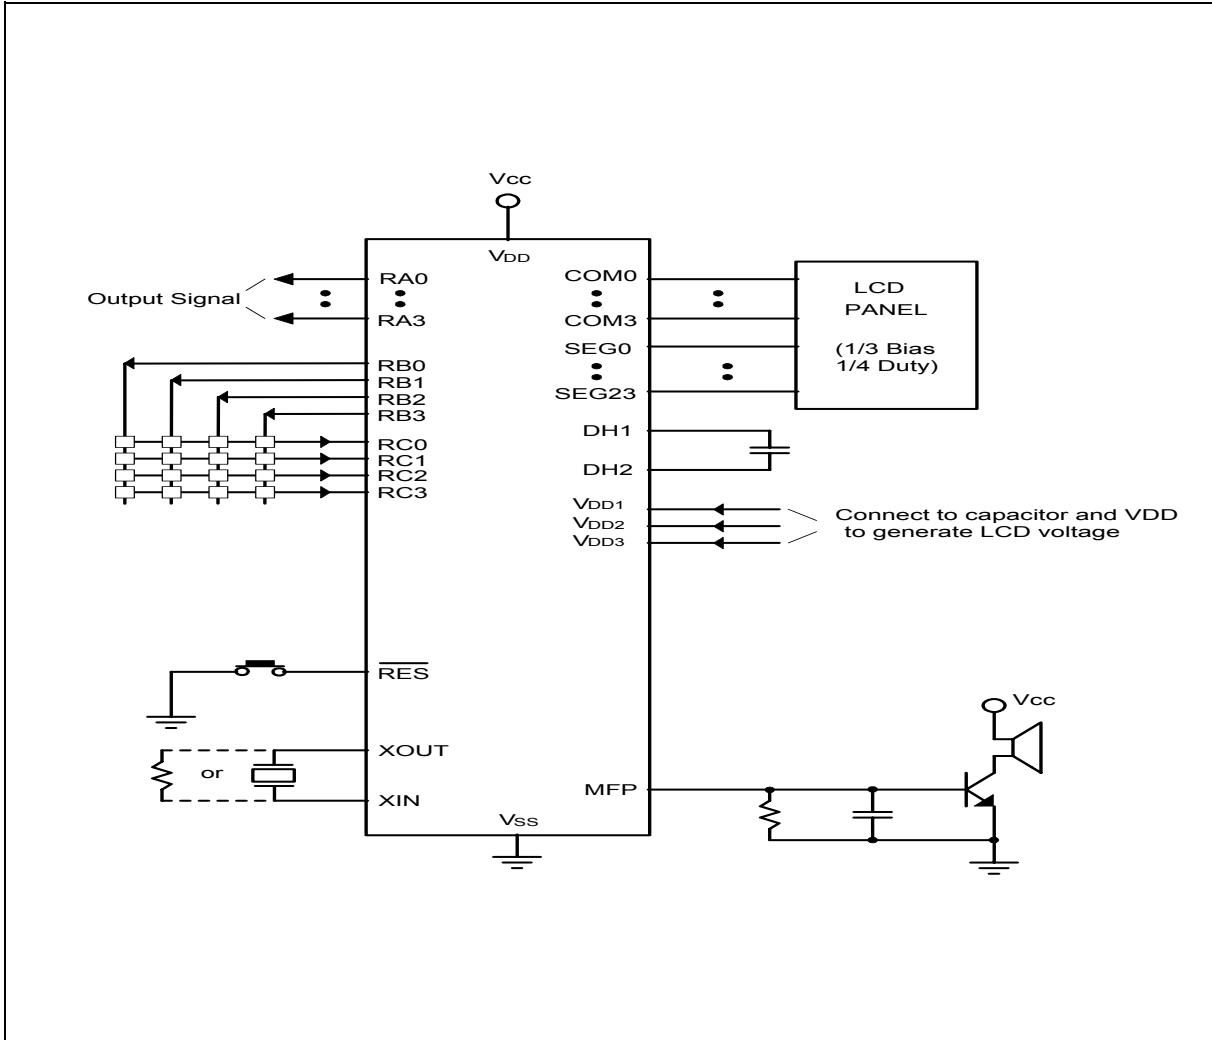 Vcc
VDD
Output Signal
RA0
RA3
RB0
RB1
RB2
RB3
RC0
RC1
RC2
RC3
RES
XOUT
or
XIN
VSS
COM0
COM3
SEG0
SEG23
DH1
DH2
VDD1
VDD2
VDD3
MFP
LCD
PANEL
(1/3 Bias
1/4 Duty)
Connect to capacitor and VDD
to generate LCD voltage
Vcc